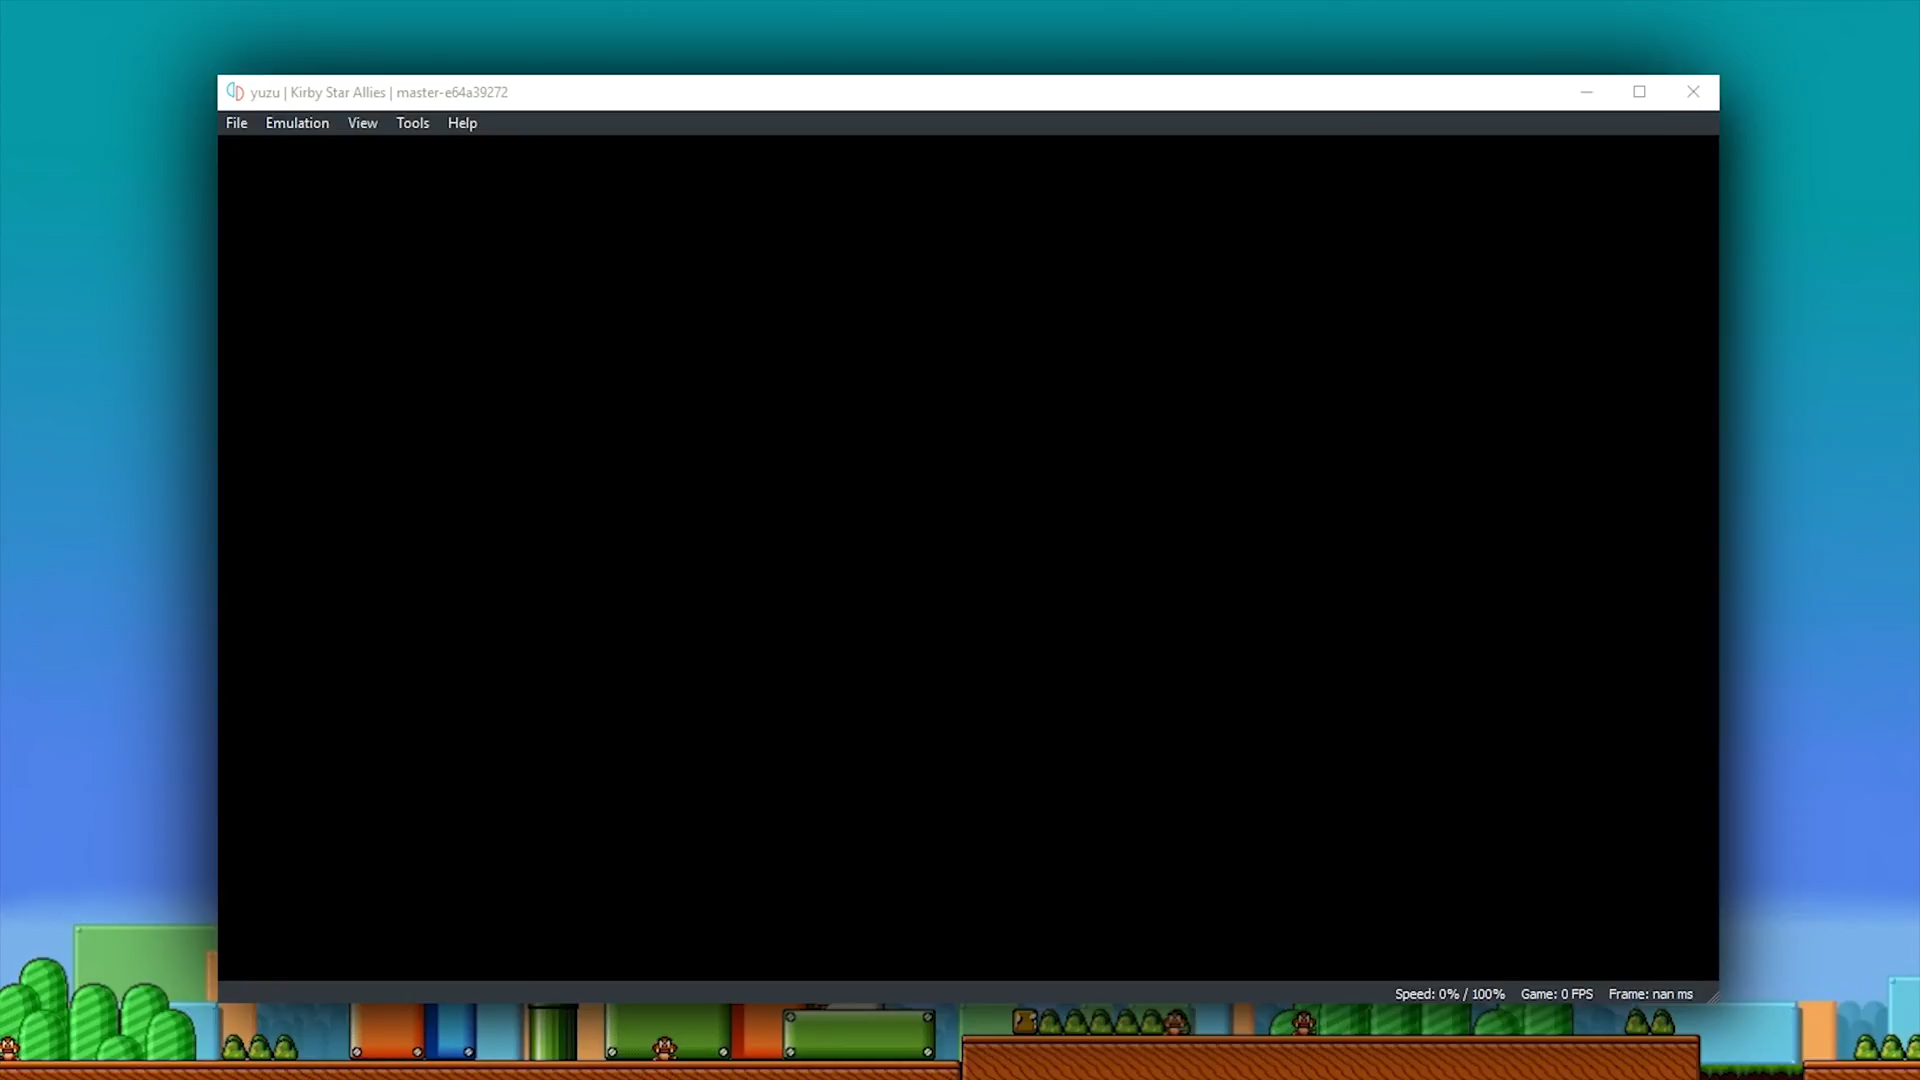 yuzu | Kirby Star Allies | master-e64a39272
File Emulation View Tools Help
Speed: 0% / 100% Game: 0 FPS Frame: nan ms